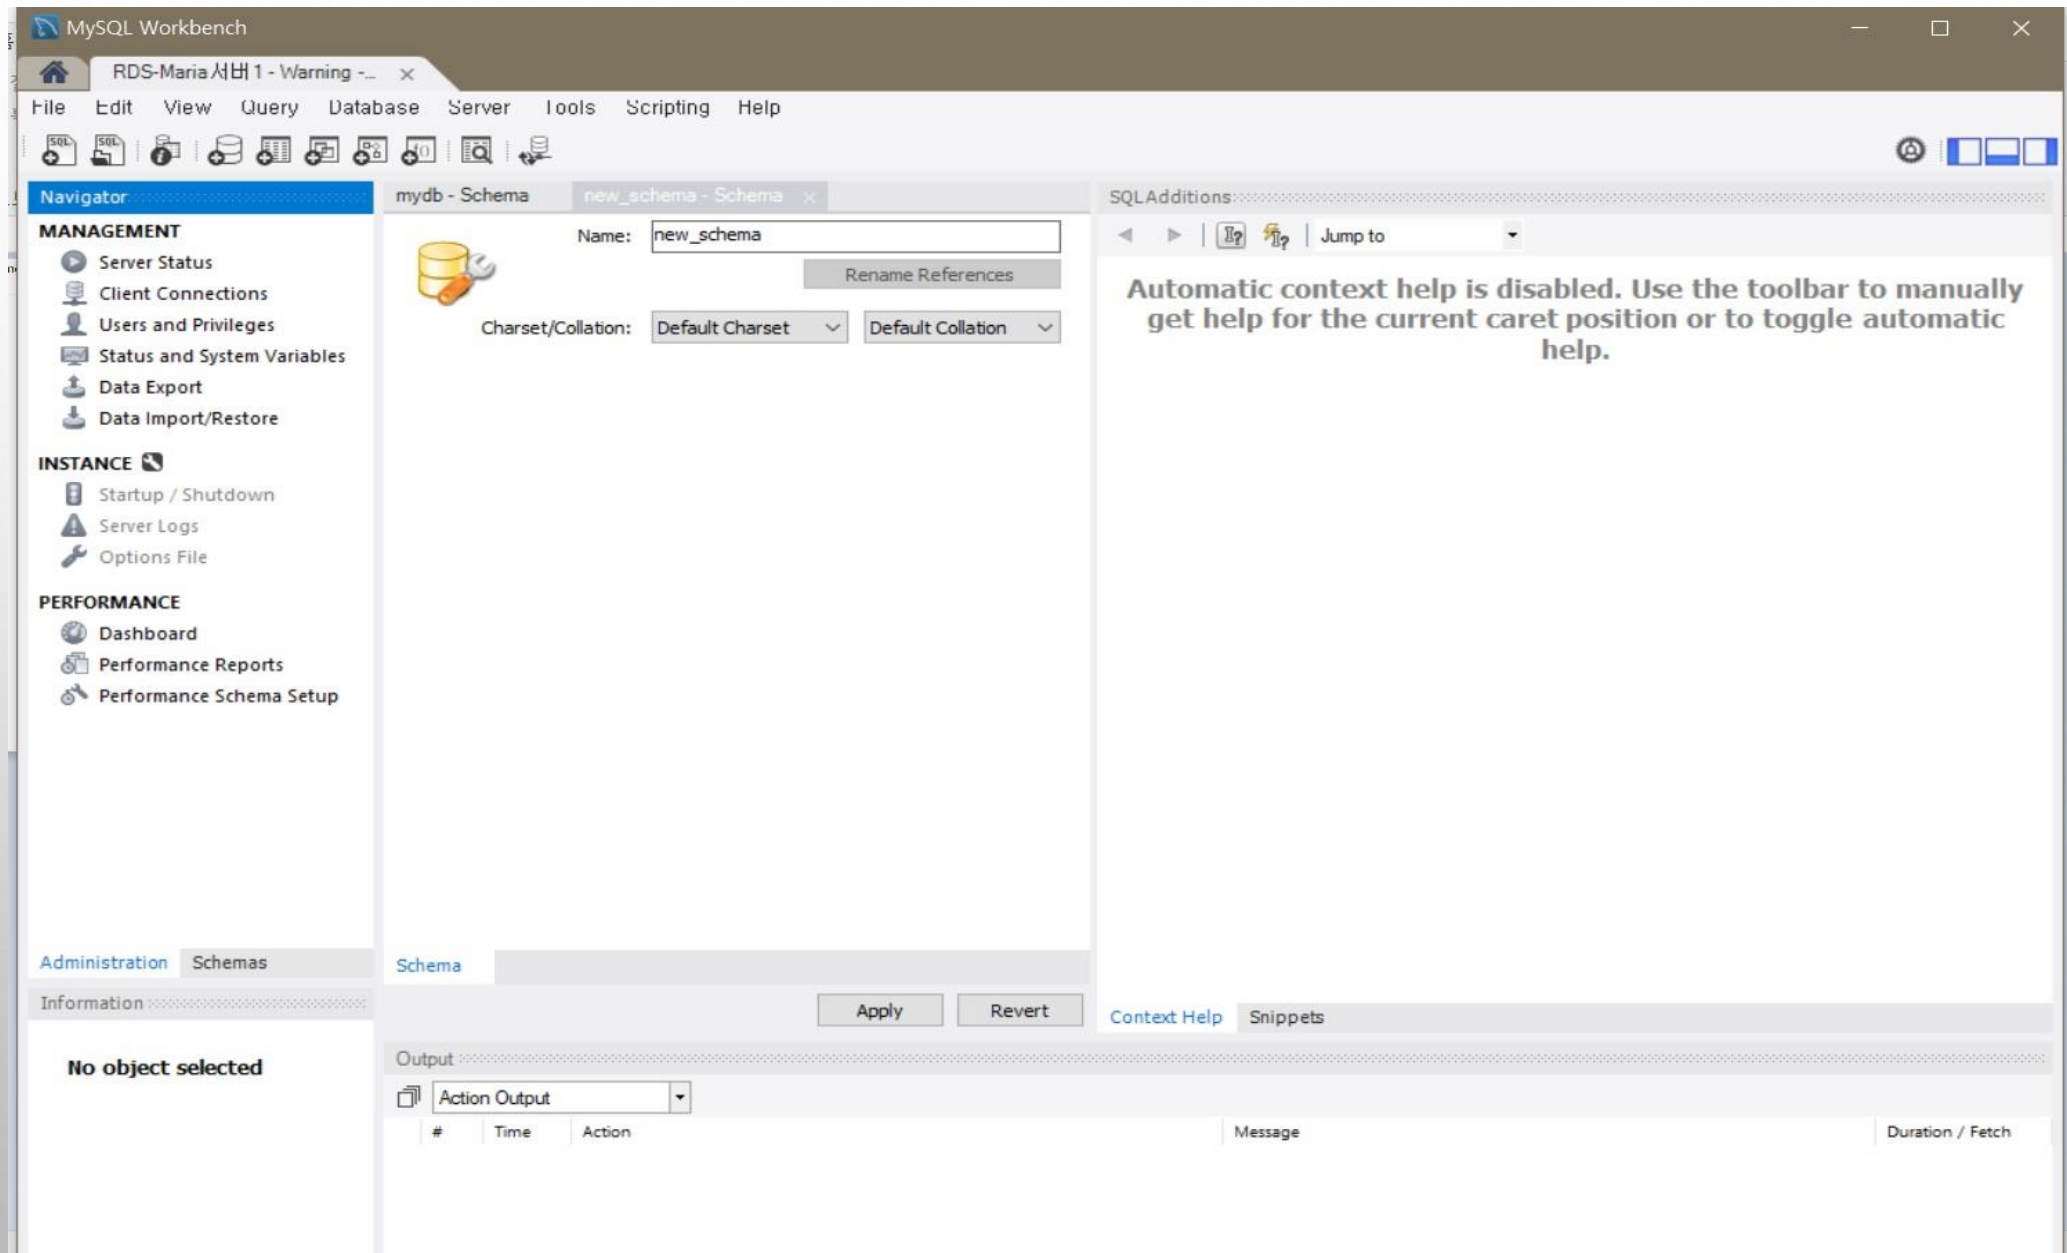 MySQL Workbench
RDS-Maria 서버 1 - Warning -...
File Edit View Query Database Server Tools Scripting Help
Navigator
MANAGEMENT
Server Status
Client Connections
Users and Privileges
Status and System Variables
Data Export
Data Import/Restore
INSTANCE
Startup / Shutdown
Server Logs
Options File
PERFORMANCE
Dashboard
Performance Reports
Performance Schema Setup
Administration Schemas
Information
No object selected
mydb - Schema new_schema - Schema
Name: new_schema
Rename References
Charset/Collation: Default Charset Default Collation
Schema
Apply Revert
SQLAdditions
Jump to
Automatic context help is disabled. Use the toolbar to manually
get help for the current caret position or to toggle automatic
help.
Context Help Snippets
Output
Action Output
# Time Action Message Duration / Fetch